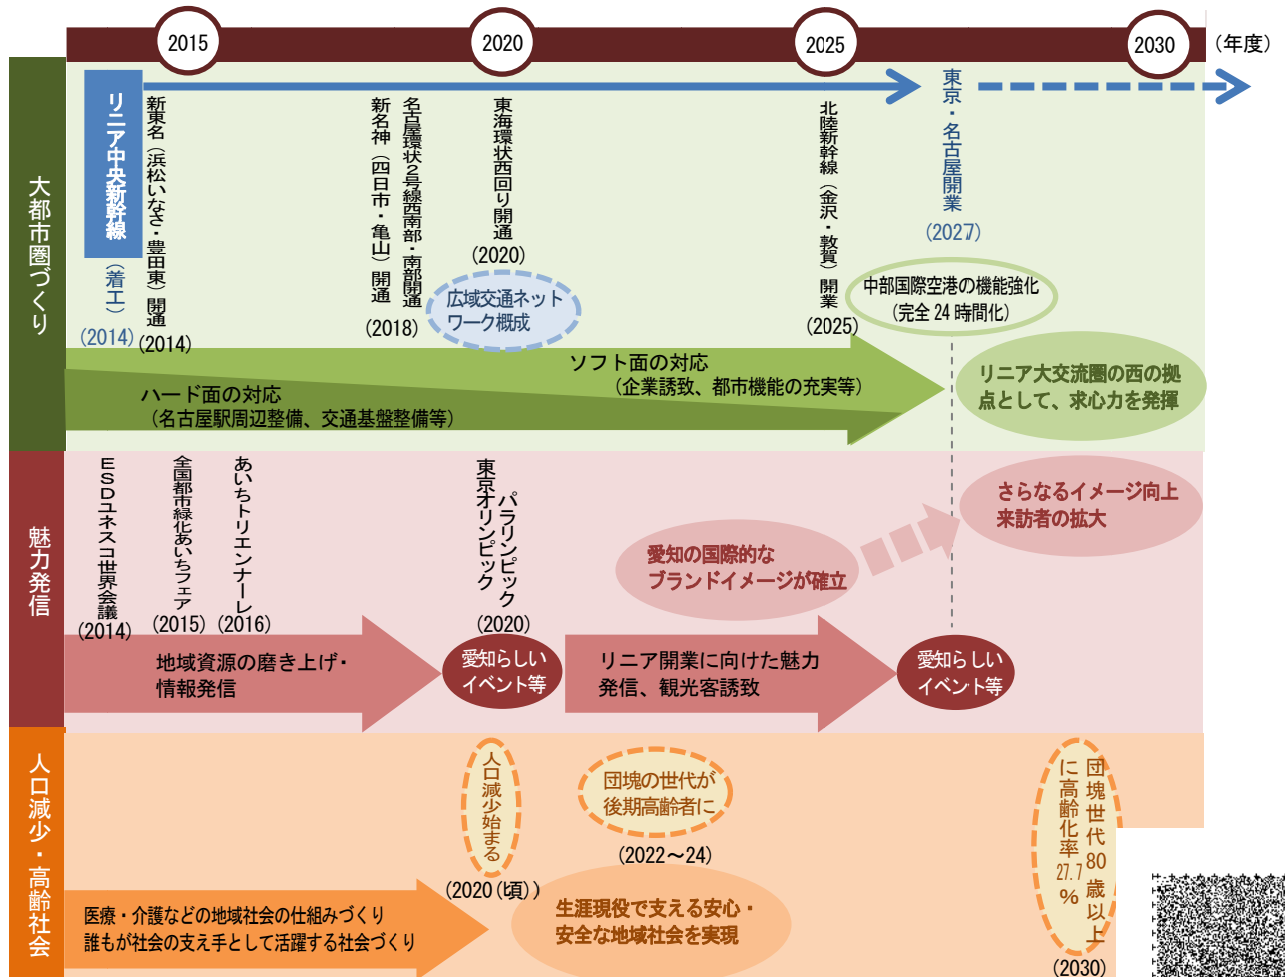 2015
2020
2025
2030
(年度)
大都市圏づくり
リニア中央新幹線
(着工)
(2014)
新東名(浜松いなさ・豊田東)開通
(2014)
新名神(四日市・亀山)開通
名古屋環状2号線西南部・南部開通
(2018)
東海環状西回り開通
(2020)
広域交通ネット
ワーク概成
北陸新幹線(金沢・敦賀)開業
(2025)
東京・名古屋開業
(2027)
中部国際空港の機能強化
(完全24時間化)
ソフト面の対応
(企業誘致、都市機能の充実等)
ハード面の対応
(名古屋駅周辺整備、交通基盤整備等)
リニア大交流圏の西の拠
点として、求心力を発揮
魅力発信
ESDユネスコ世界会議
(2014)
全国都市緑化あいちフェア
(2015)
あいちトリエンナーレ
(2016)
東京オリンピック
パラリンピック
(2020)
愛知の国際的な
ブランドイメージが確立
さらなるイメージ向上
来訪者の拡大
地域資源の磨き上げ・
情報発信
愛知らしい
イベント等
リニア開業に向けた魅力
発信、観光客誘致
愛知らしい
イベント等
人口減少・高齢社会
人口減少始まる
(2020(頃))
団塊の世代が
後期高齢者に
(2022~24)
団塊世代80歳以上
に高齢化率27.7%
(2030)
医療・介護などの地域社会の仕組みづくり
誰もが社会の支え手として活躍する社会づくり
生涯現役で支える安心・
安全な地域社会を実現